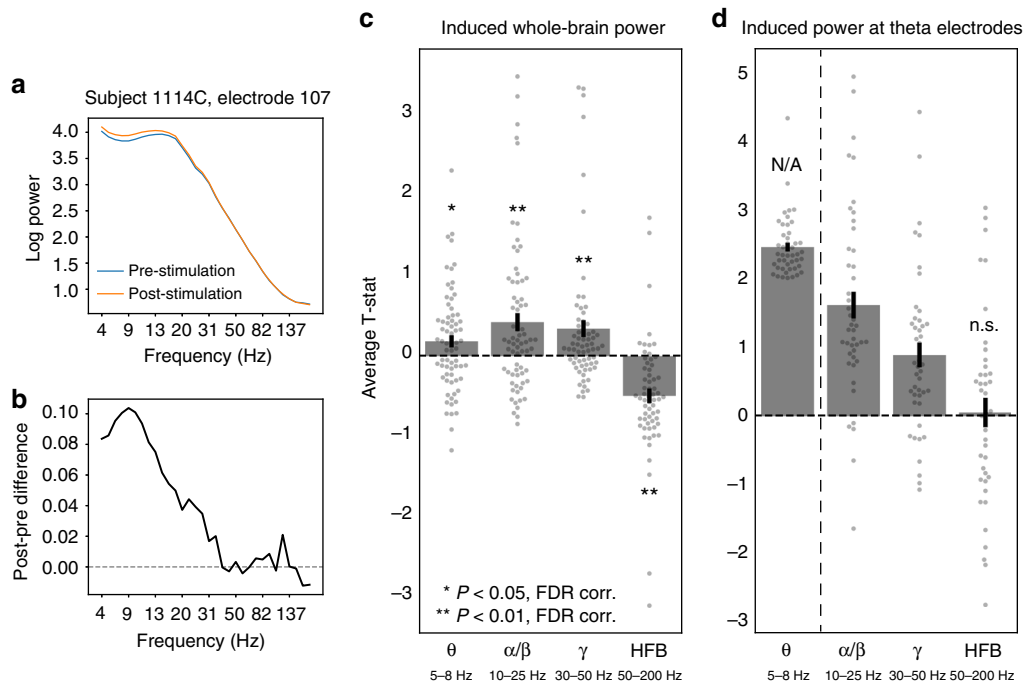 a
Subject 1114C, electrode 107
Log power
4.0
3.5
3.0
2.5
2.0
1.5
1.0
Pre-stimulation
Post-stimulation
4 9 13 20 31 50 82 137
Frequency (Hz)
b
Post-pre difference
0.10
0.08
0.06
0.04
0.02
0.00
4 9 13 20 31 50 82 137
Frequency (Hz)
c
Induced whole-brain power
Average T-stat
3
2
1
0
–1
–2
–3
*
**
**
**
* P < 0.05, FDR corr.
** P < 0.01, FDR corr.
θ α/β γ HFB
5–8 Hz 10–25 Hz 30–50 Hz 50–200 Hz
d
Induced power at theta electrodes
5
4
3
2
1
0
–1
–2
–3
N/A
n.s.
θ α/β γ HFB
5–8 Hz 10–25 Hz 30–50 Hz 50–200 Hz